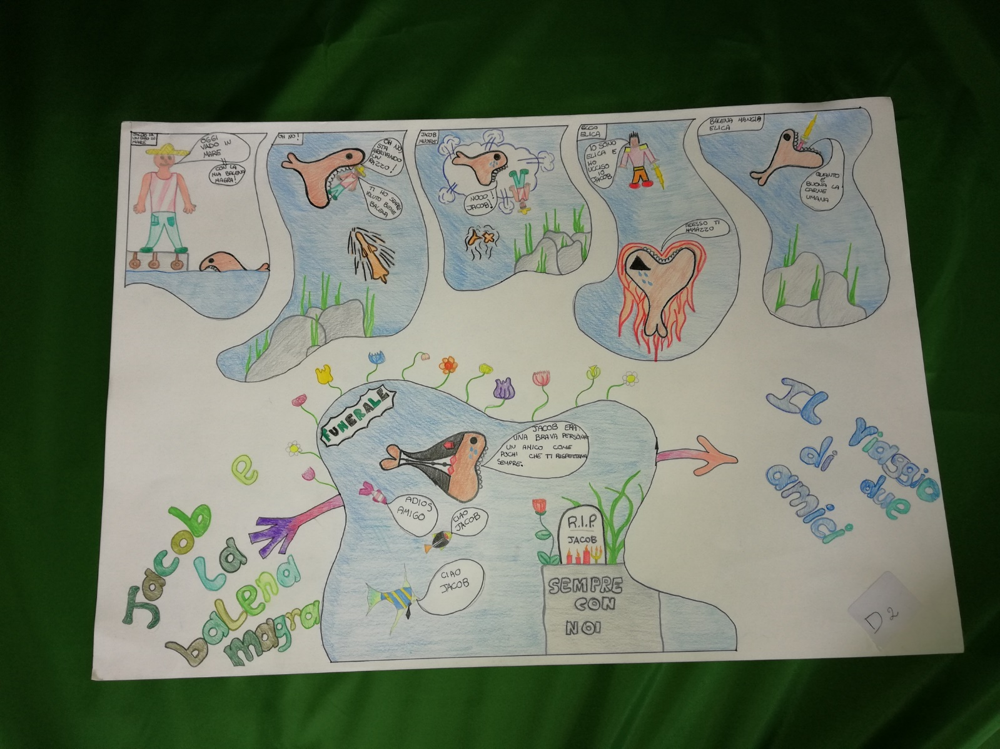 JACOB FA
UN GIRO IN
MARE
OGGI
VADO IN
MARE
CON LA
MIA BALENA
MAGRA!
OH NO!
OH NO
STA
ARRIVANDO
UN
RAZZO!
TI HO SEMPRE
VOLUTO BENE
BALENA
JACOB
MUORE
NOOO!
JACOB!
ECCO
ELICA
IO SONO
ELICA E
HO
UCCISO IO
JACOB
ADESSO TI
AMMAZZO
BALENA MANGIA
ELICA
QUANTO
È
BUONA LA
CARNE
UMANA
FUNERALE
JACOB ERA
UNA BRAVA PERSONA
UN AMICO COME
POCHI CHE TI RISPETTAVA
SEMPRE.
ADIOS
AMIGO
CIAO
JACOB
CIAO
JACOB
R.I.P.
JACOB
SEMPRE
CON
NOI
Jacob e
La
baLena
magra
IL Viaggio
di due
amici
D2